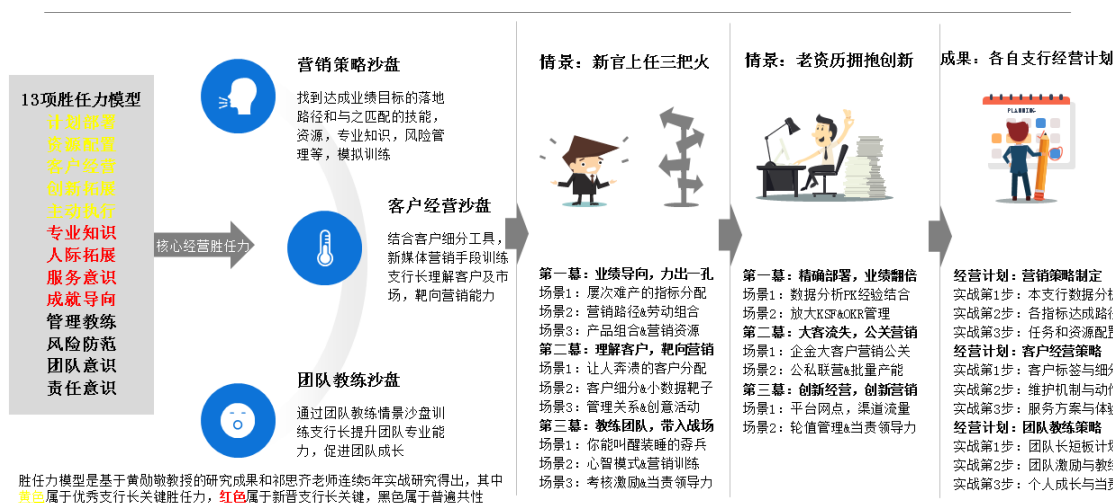 13项胜任力模型
计划部署
资源配置
客户经营
创新拓展
主动执行
专业知识
人际拓展
服务意识
成就导向
管理教练
风险防范
团队意识
责任意识
核心经营胜任力
营销策略沙盘
找到达成业绩目标的落地
路径和与之匹配的技能，
资源，专业知识，风险管
理等，模拟训练
客户经营沙盘
结合客户细分工具，
新媒体营销手段训练
支行长理解客户及市
场，靶向营销能力
团队教练沙盘
通过团队教练情景沙盘训
练支行长提升团队专业能
力，促进团队成长
情景：新官上任三把火
第一幕：业绩导向，力出一孔
场景1：屡次难产的指标分配
场景2：营销路径&劳动组合
场景3：产品组合&营销资源
第二幕：理解客户，靶向营销
场景1：让人奔溃的客户分配
场景2：客户细分&小数据靶子
场景3：管理关系&创意活动
第三幕：教练团队，带入战场
场景1：你能叫醒装睡的孬兵
场景2：心智模式&营销训练
场景3：考核激励&当责领导力
情景：老资历拥抱创新
第一幕：精确部署，业绩翻倍
场景1：数据分析PK经验结合
场景2：放大KSF&OKR管理
第二幕：大客流失，公关营销
场景1：企金大客户营销公关
场景2：公私联营&批量产能
第三幕：创新经营，创新营销
场景1：平台网点，渠道流量
场景2：轮值管理&当责领导力
成果：各自支行经营计划
PLANNING
经营计划：营销策略制定
实战第1步：本支行数据分析
实战第2步：各指标达成路径
实战第3步：任务和资源配置
经营计划：客户经营策略
实战第1步：客户标签与细分
实战第2步：维护机制与动作
实战第3步：服务方案与体验
经营计划：团队教练策略
实战第1步：团队长短板计划
实战第2步：团队激励与教练
实战第3步：个人成长与当责
胜任力模型是基于黄勋敏教授的研究成果和祁思齐老师连续5年实战研究得出，其中
黄色属于优秀支行长关键胜任力，红色属于新晋支行长关键，黑色属于普遍共性